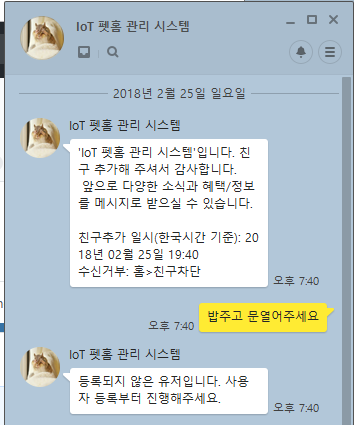 IoT 펫홈 관리 시스템
2018년 2월 25일 일요일
IoT 펫홈 관리 시스템
'IoT 펫홈 관리 시스템'입니다. 친
구 추가해 주셔서 감사합니다.
앞으로 다양한 소식과 혜택/정보
를 메시지로 받으실 수 있습니다.
친구추가 일시(한국시간 기준): 20
18년 02월 25일 19:40
수신거부: 홈>친구차단
오후 7:40
밥주고 문열어주세요
오후 7:40
IoT 펫홈 관리 시스템
등록되지 않은 유저입니다. 사용
자 등록부터 진행해주세요.
오후 7:40